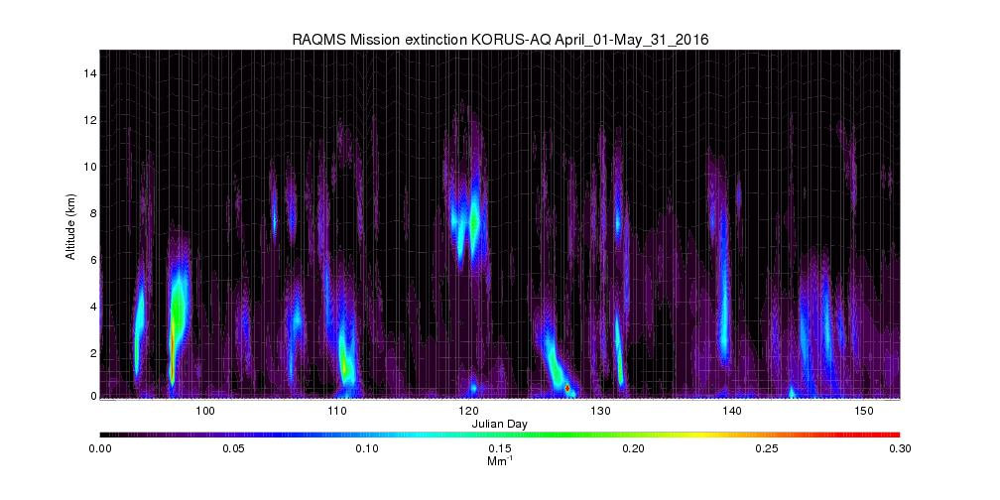 RAQMS Mission extinction KORUS-AQ April_01-May_31_2016
14
12
10
8
6
4
2
0
Altitude (km)
100 110 120 130 140 150
Julian Day
0.00 0.05 0.10 0.15 0.20 0.25 0.30
Mm⁻¹